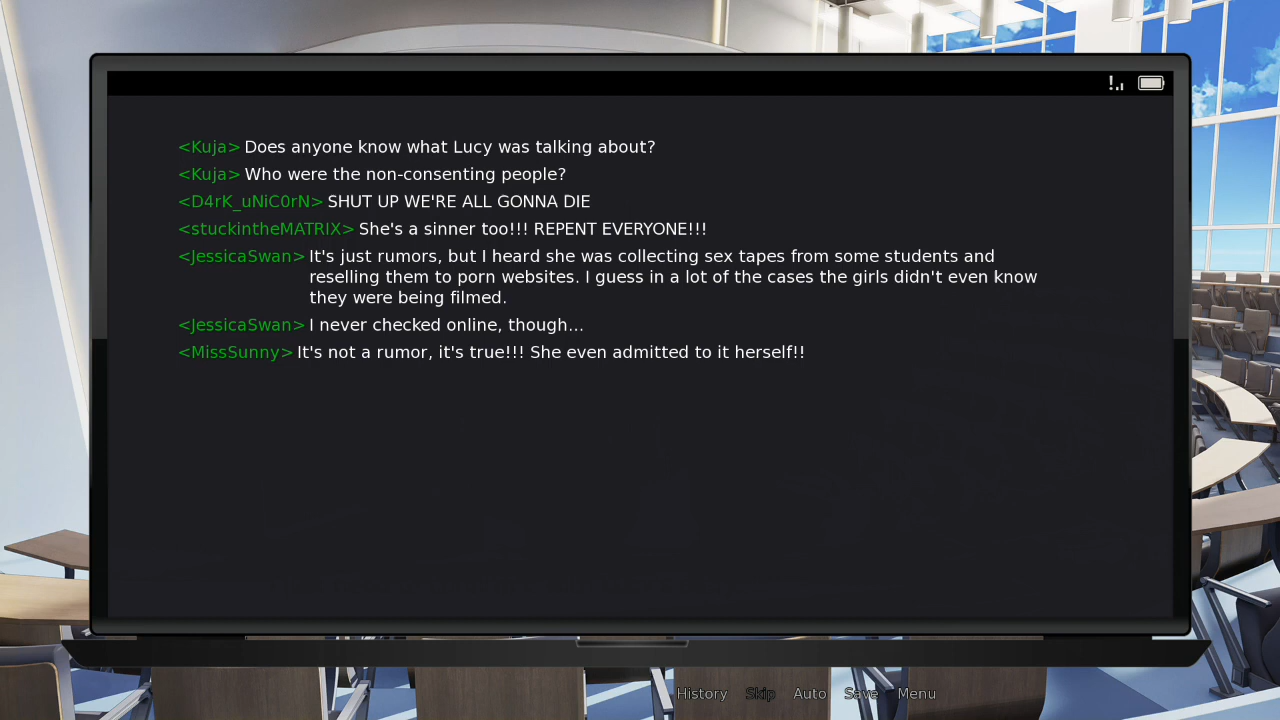 <Kuja> Does anyone know what Lucy was talking about?
<Kuja> Who were the non-consenting people?
<D4rK_uNiC0rN> SHUT UP WE'RE ALL GONNA DIE
<stuckintheMATRIX> She's a sinner too!!! REPENT EVERYONE!!!
<JessicaSwan> It's just rumors, but I heard she was collecting sex tapes from some students and
reselling them to porn websites. I guess in a lot of the cases the girls didn't even know
they were being filmed.
<JessicaSwan> I never checked online, though...
<MissSunny> It's not a rumor, it's true!!! She even admitted to it herself!!
History Skip Auto Save Menu